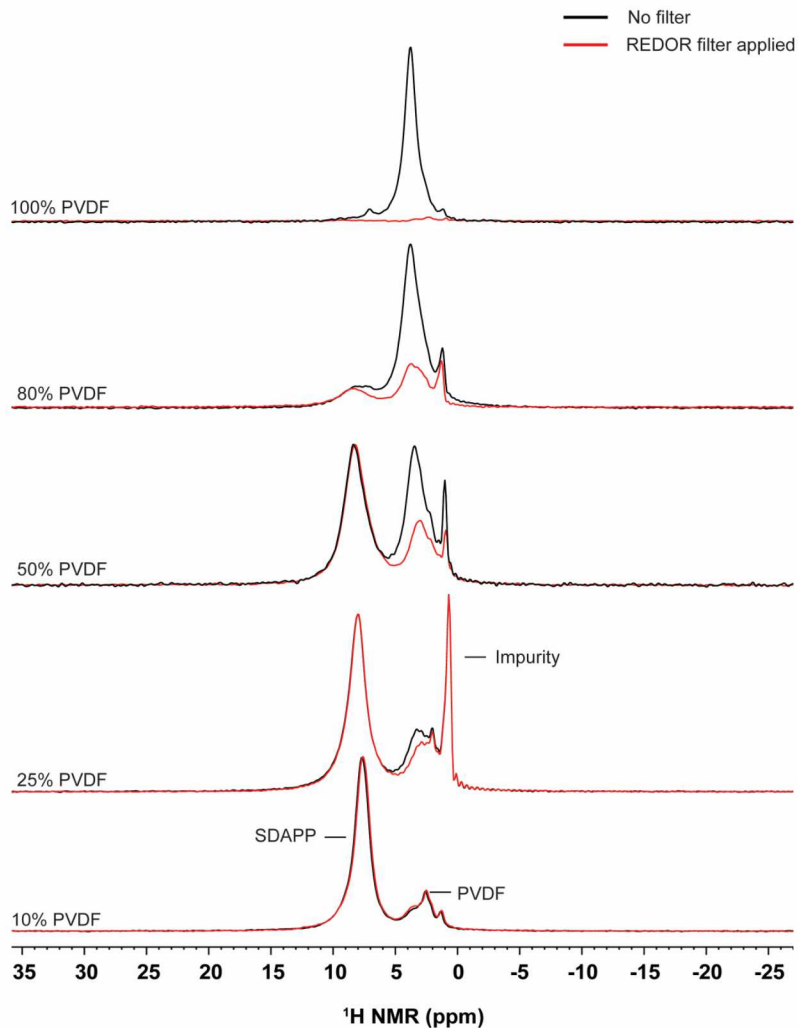 No filter
REDOR filter applied
100% PVDF
80% PVDF
50% PVDF
Impurity
25% PVDF
SDAPP
PVDF
10% PVDF
35 30 25 20 15 10 5 0 -5 -10 -15 -20 -25
¹H NMR (ppm)